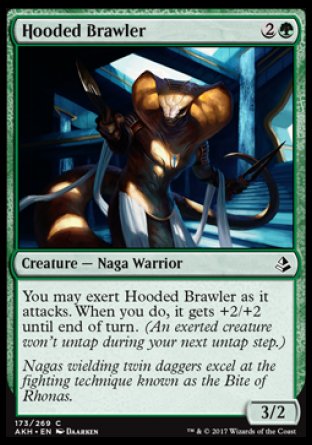 Hooded Brawler 2
Creature — Naga Warrior
You may exert Hooded Brawler as it
attacks. When you do, it gets +2/+2
until end of turn. (An exerted creature
won't untap during your next untap step.)
Nagas wielding twin daggers excel at the
fighting technique known as the Bite of
Rhonas.
3/2
173/269 C
AKH • EN Daarken
™ & © 2017 Wizards of the Coast